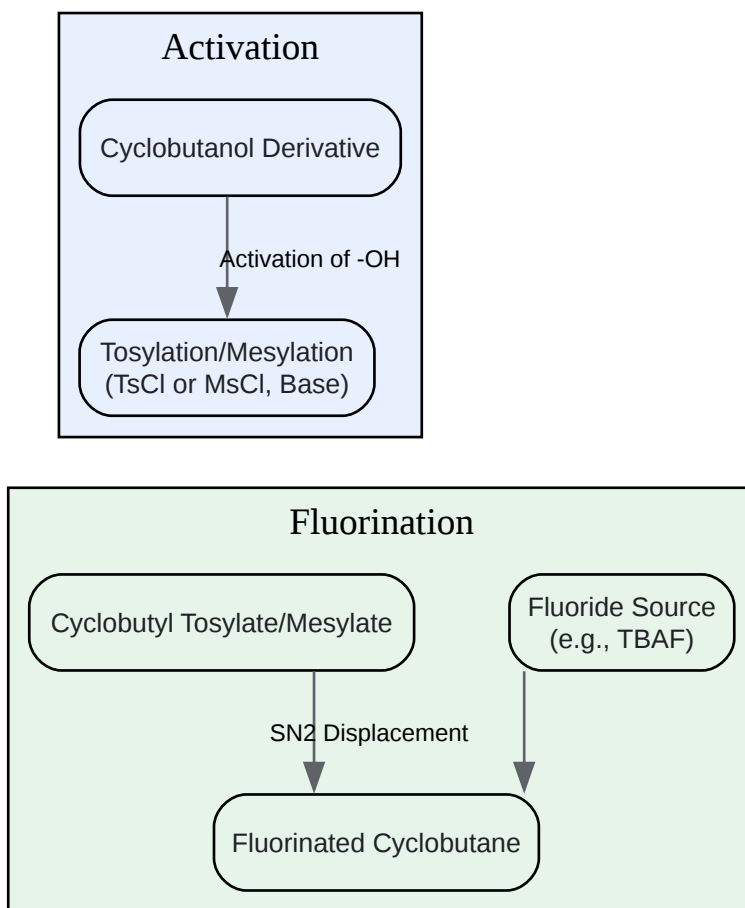 Activation
Cyclobutanol Derivative
Activation of -OH
Tosylation/Mesylation
(TsCl or MsCl, Base)
Fluorination
Cyclobutyl Tosylate/Mesylate
Fluoride Source
(e.g., TBAF)
SN2 Displacement
Fluorinated Cyclobutane